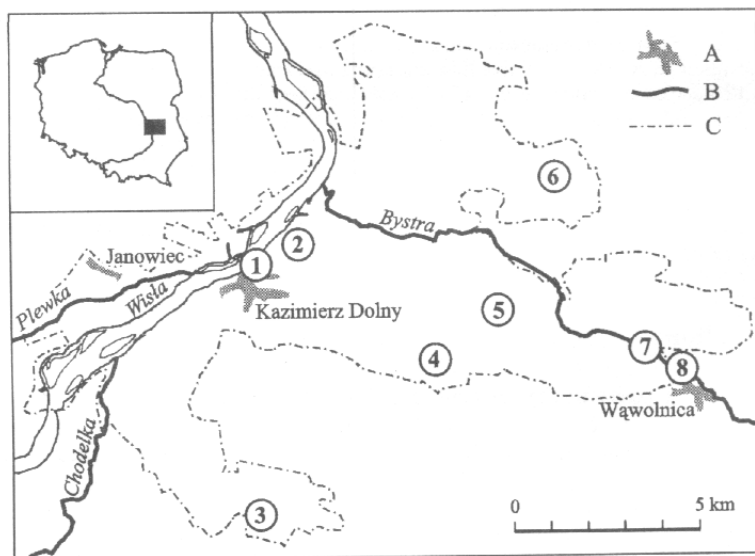 A
B
C
6
Bystra
2
Janowiec
1
Wisła
Plewka
Kazimierz Dolny
5
4
7
8
Wąwolnica
Chodelka
3
0
5 km